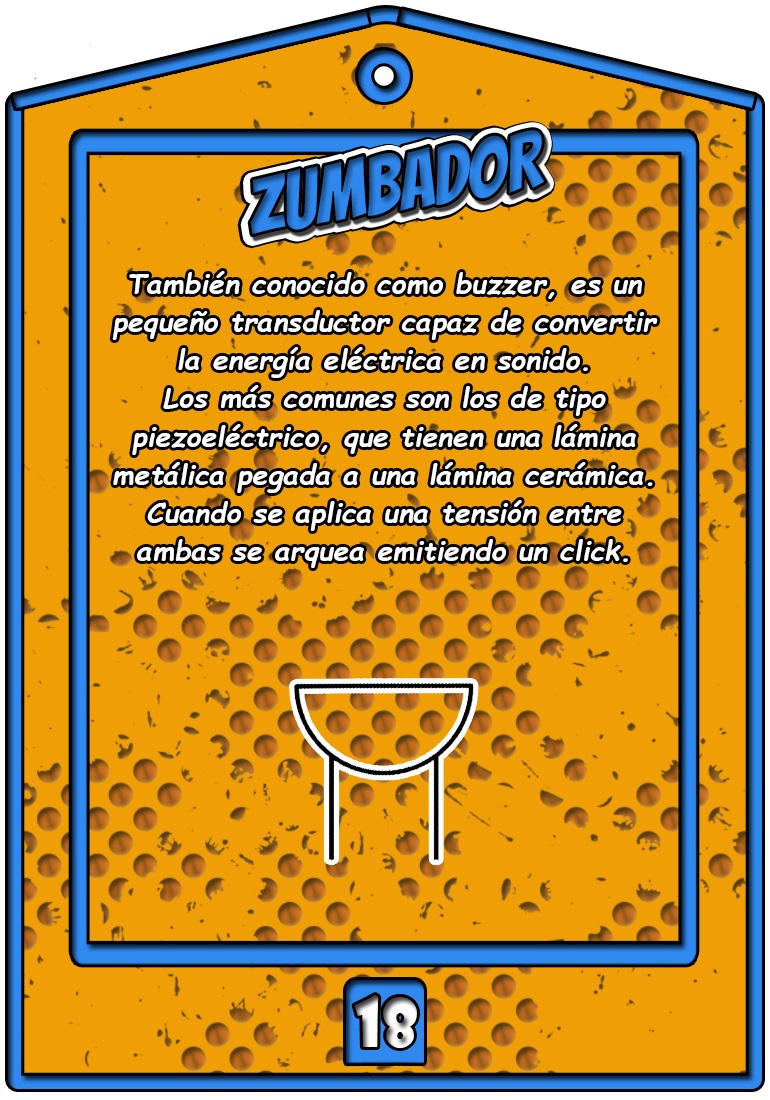 ZUMBADOR
También conocido como buzzer, es un
pequeño transductor capaz de convertir
la energía eléctrica en sonido.
Los más comunes son los de tipo
piezoeléctrico, que tienen una lámina
metálica pegada a una lámina cerámica.
Cuando se aplica una tensión entre
ambas se arquea emitiendo un click.
18